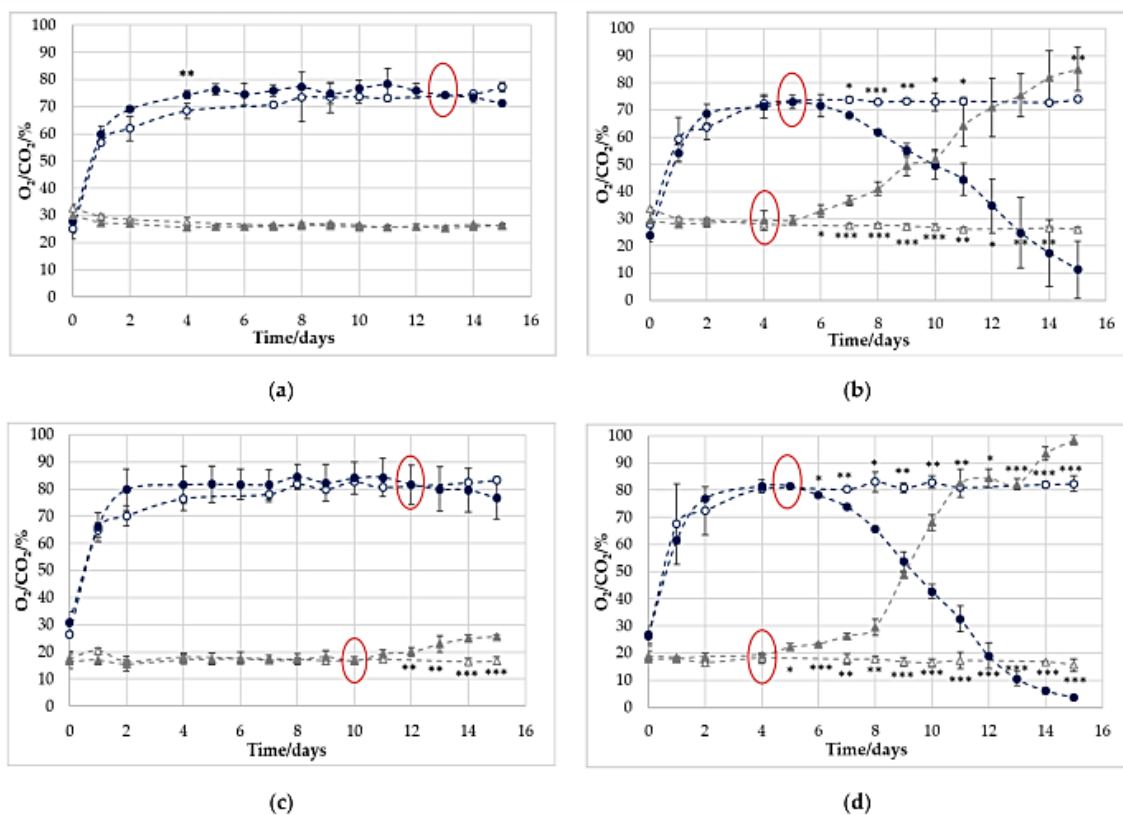 100
90
80
70
60
50
40
30
20
10
0
O₂/CO₂/%
**
0 2 4 6 8 10 12 14 16
Time/days
(a)
100
90
80
70
60
50
40
30
20
10
0
O₂/CO₂/%
* *** ** * * **
* *** *** *** *** ** * ** **
0 2 4 6 8 10 12 14 16
Time/days
(b)
100
90
80
70
60
50
40
30
20
10
0
O₂/CO₂/%
** ** *** ***
0 2 4 6 8 10 12 14 16
Time/days
(c)
100
90
80
70
60
50
40
30
20
10
0
O₂/CO₂/%
* ** * ** ** ** * *** *** ***
* *** ** ** *** *** *** *** *** *** ***
0 2 4 6 8 10 12 14 16
Time/days
(d)